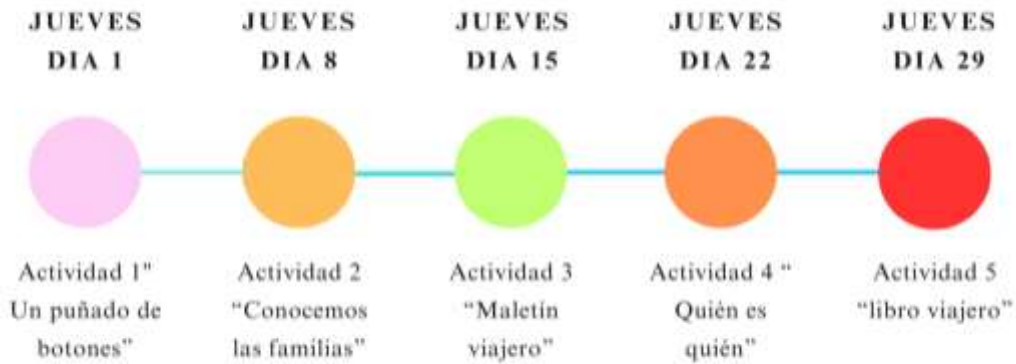 JUEVES
DIA 1
JUEVES
DIA 8
JUEVES
DIA 15
JUEVES
DIA 22
JUEVES
DIA 29
Actividad 1"
Un puñado de
botones”
Actividad 2
“Conocemos
las familias”
Actividad 3
“Maletín
viajero”
Actividad 4 “
Quién es
quién”
Actividad 5
“libro viajero”